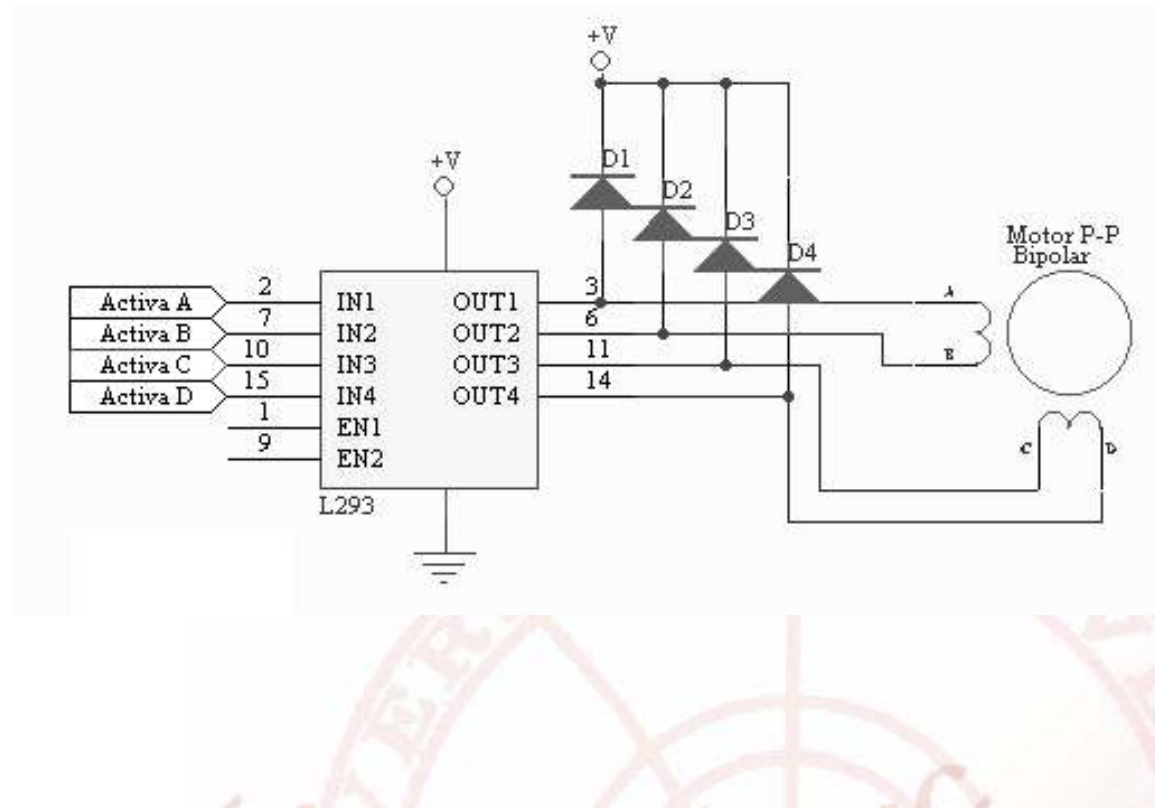 +V
+V
D1
D2
D3
D4
Motor P-P
Bipolar
Activa A
2
IN1
OUT1
3
A
Activa B
7
IN2
OUT2
6
B
Activa C
10
IN3
OUT3
11
Activa D
15
IN4
OUT4
14
1
EN1
9
EN2
C
D
L293